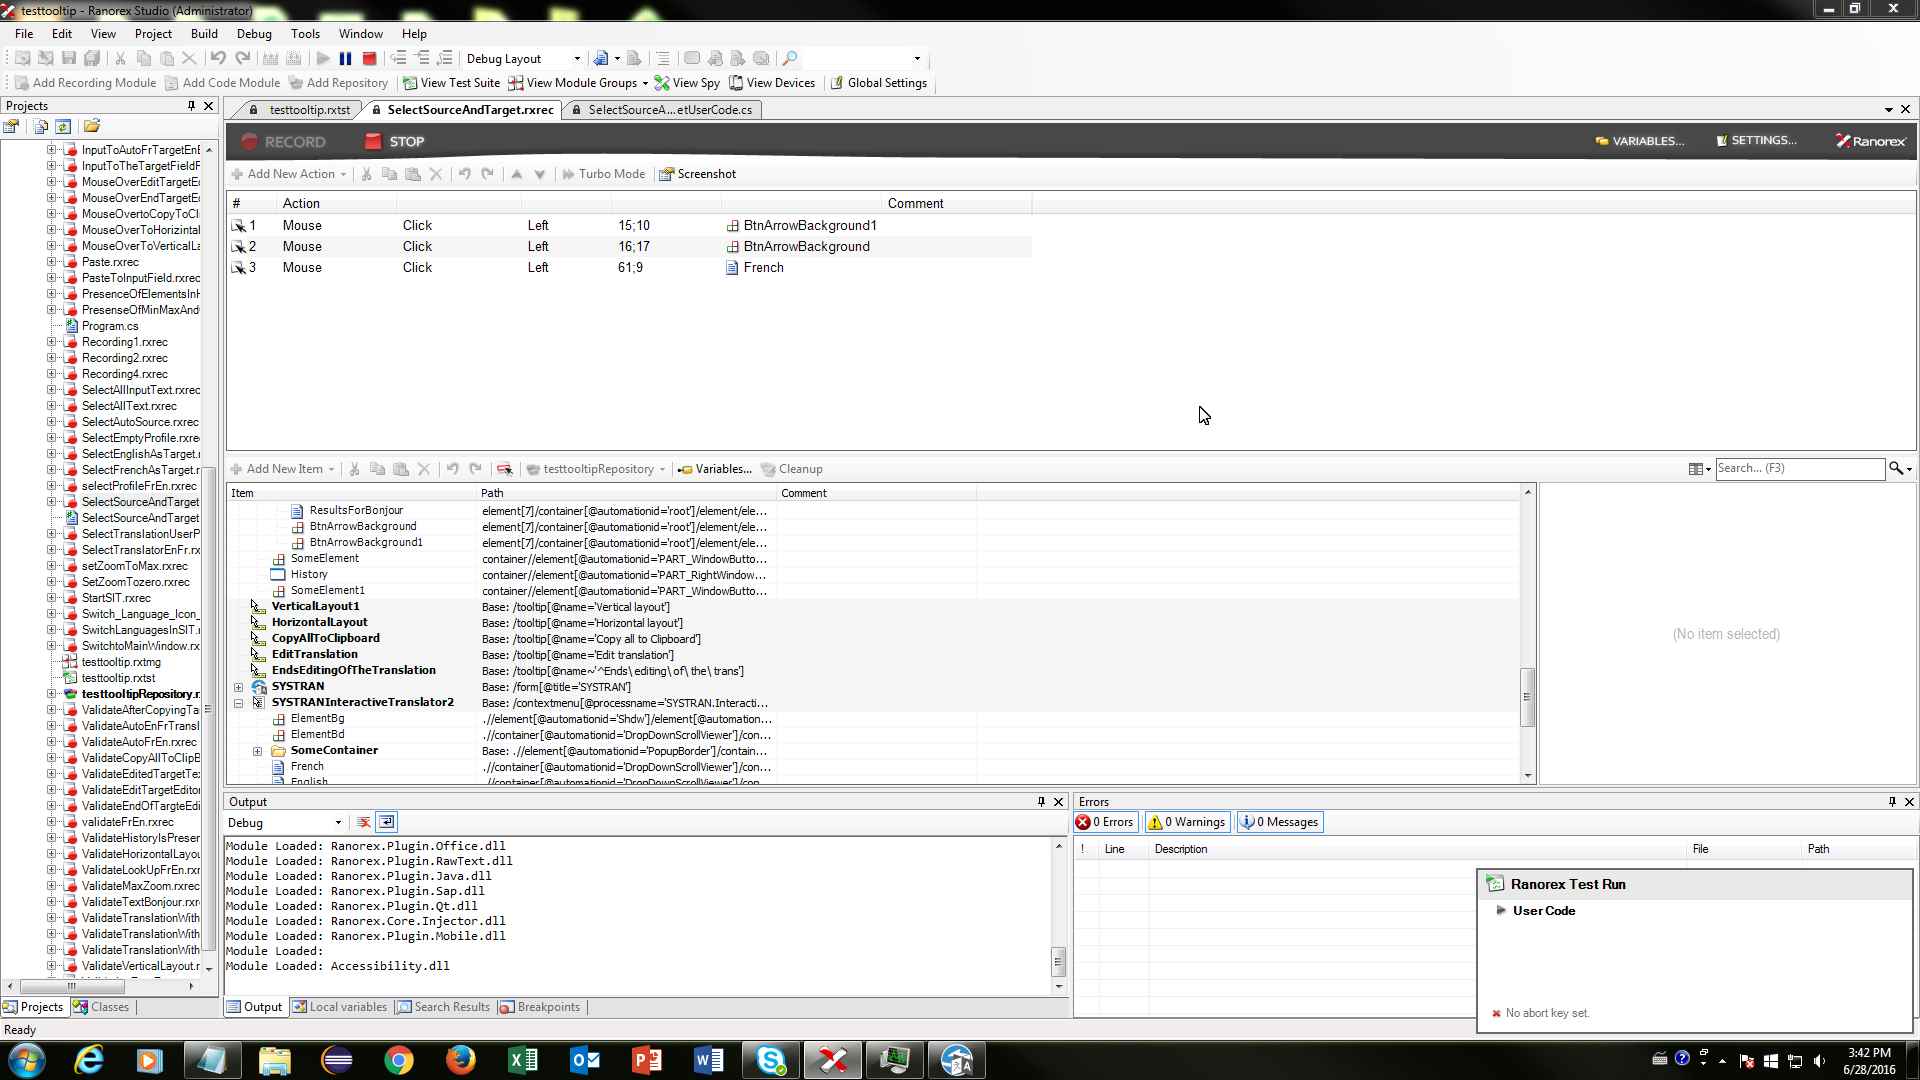 testtooltip - Ranorex Studio (Administrator)
File Edit View Project Build Debug Tools Window Help
Debug Layout
Add Recording Module Add Code Module Add Repository View Test Suite View Module Groups View Spy View Devices Global Settings
Projects
testtooltip.rxtst SelectSourceAndTarget.rxrec SelectSourceA...etUserCode.cs
RECORD STOP VARIABLES... SETTINGS... Ranorex
Add New Action Turbo Mode Screenshot
# Action Comment
1 Mouse Click Left 15;10 BtnArrowBackground1
2 Mouse Click Left 16;17 BtnArrowBackground
3 Mouse Click Left 61;9 French
InputToAutoFrTargetEnE
InputToTheTargetFieldF
MouseOverEditTargetEd
MouseOverEndTargetEd
MouseOvertoCopyToCl
MouseOverToHorizintal
MouseOverToVerticalLa
Paste.rxrec
PasteToInputField.rxrec
PresenceOfElementsInH
PresenseOfMinMaxAnd
Program.cs
Recording1.rxrec
Recording2.rxrec
Recording4.rxrec
SelectAllInputText.rxrec
SelectAllText.rxrec
SelectAutoSource.rxrec
SelectEmptyProfile.rxre
SelectEnglishAsTarget.r
SelectFrenchAsTarget.r
selectProfileFrEn.rxrec
SelectSourceAndTarget
SelectSourceAndTarget
SelectTranslationUserP
SelectTranslatorEnFr.rx
setZoomToMax.rxrec
SetZoomTozero.rxrec
StartSIT.rxrec
Switch_Language_Icon_
SwitchLanguagesInSIT.r
SwitchtoMainWindow.rx
testtooltip.rxtmg
testtooltip.rxtst
testtooltipRepository.r
ValidateAfterCopyingTa
ValidateAutoEnFrTransl
ValidateAutoFrEn.rxrec
ValidateCopyAllToClipB
ValidateEditedTargetTe
ValidateEditTargetEditor
ValidateEndOfTargteEdi
validateFrEn.rxrec
ValidateHistoryIsPreser
ValidateHorizontalLayou
ValidateLookUpFrEn.rx
ValidateMaxZoom.rxrec
ValidateTextBonjour.rxr
ValidateTranslationWith
ValidateTranslationWith
ValidateTranslationWith
ValidateVerticalLayout.r
Projects Classes
Add New Item testtooltipRepository Variables... Cleanup Search... (F3)
Item Path Comment
ResultsForBonjour element[7]/container[@automationid='root']/element/ele...
BtnArrowBackground element[7]/container[@automationid='root']/element/ele...
BtnArrowBackground1 element[7]/container[@automationid='root']/element/ele...
SomeElement container//element[@automationid='PART_WindowButto...
History container//element[@automationid='PART_RightWindow...
SomeElement1 container//element[@automationid='PART_WindowButto...
VerticalLayout1 Base: /tooltip[@name='Vertical layout']
HorizontalLayout Base: /tooltip[@name='Horizontal layout']
CopyAllToClipboard Base: /tooltip[@name='Copy all to Clipboard']
EditTranslation Base: /tooltip[@name='Edit translation']
EndsEditingOfTheTranslation Base: /tooltip[@name~'^Ends\ editing\ of\ the\ trans']
SYSTRAN Base: /form[@title='SYSTRAN']
SYSTRANInteractiveTranslator2 Base: /contextmenu[@processname='SYSTRAN.Interacti...
ElementBg .//element[@automationid='Shdw']/element[@automation...
ElementBd .//container[@automationid='DropDownScrollViewer']/con...
SomeContainer Base: .//element[@automationid='PopupBorder']/contain...
French .//container[@automationid='DropDownScrollViewer']/con...
English .//container[@automationid='DropDownScrollViewer']/con...
(No item selected)
Output
Debug
Module Loaded: Ranorex.Plugin.Office.dll
Module Loaded: Ranorex.Plugin.RawText.dll
Module Loaded: Ranorex.Plugin.Java.dll
Module Loaded: Ranorex.Plugin.Sap.dll
Module Loaded: Ranorex.Plugin.Qt.dll
Module Loaded: Ranorex.Core.Injector.dll
Module Loaded: Ranorex.Plugin.Mobile.dll
Module Loaded:
Module Loaded: Accessibility.dll
Output Local variables Search Results Breakpoints
Errors
0 Errors 0 Warnings 0 Messages
! Line Description File Path
Ranorex Test Run
User Code
No abort key set.
Ready
3:42 PM
6/28/2016